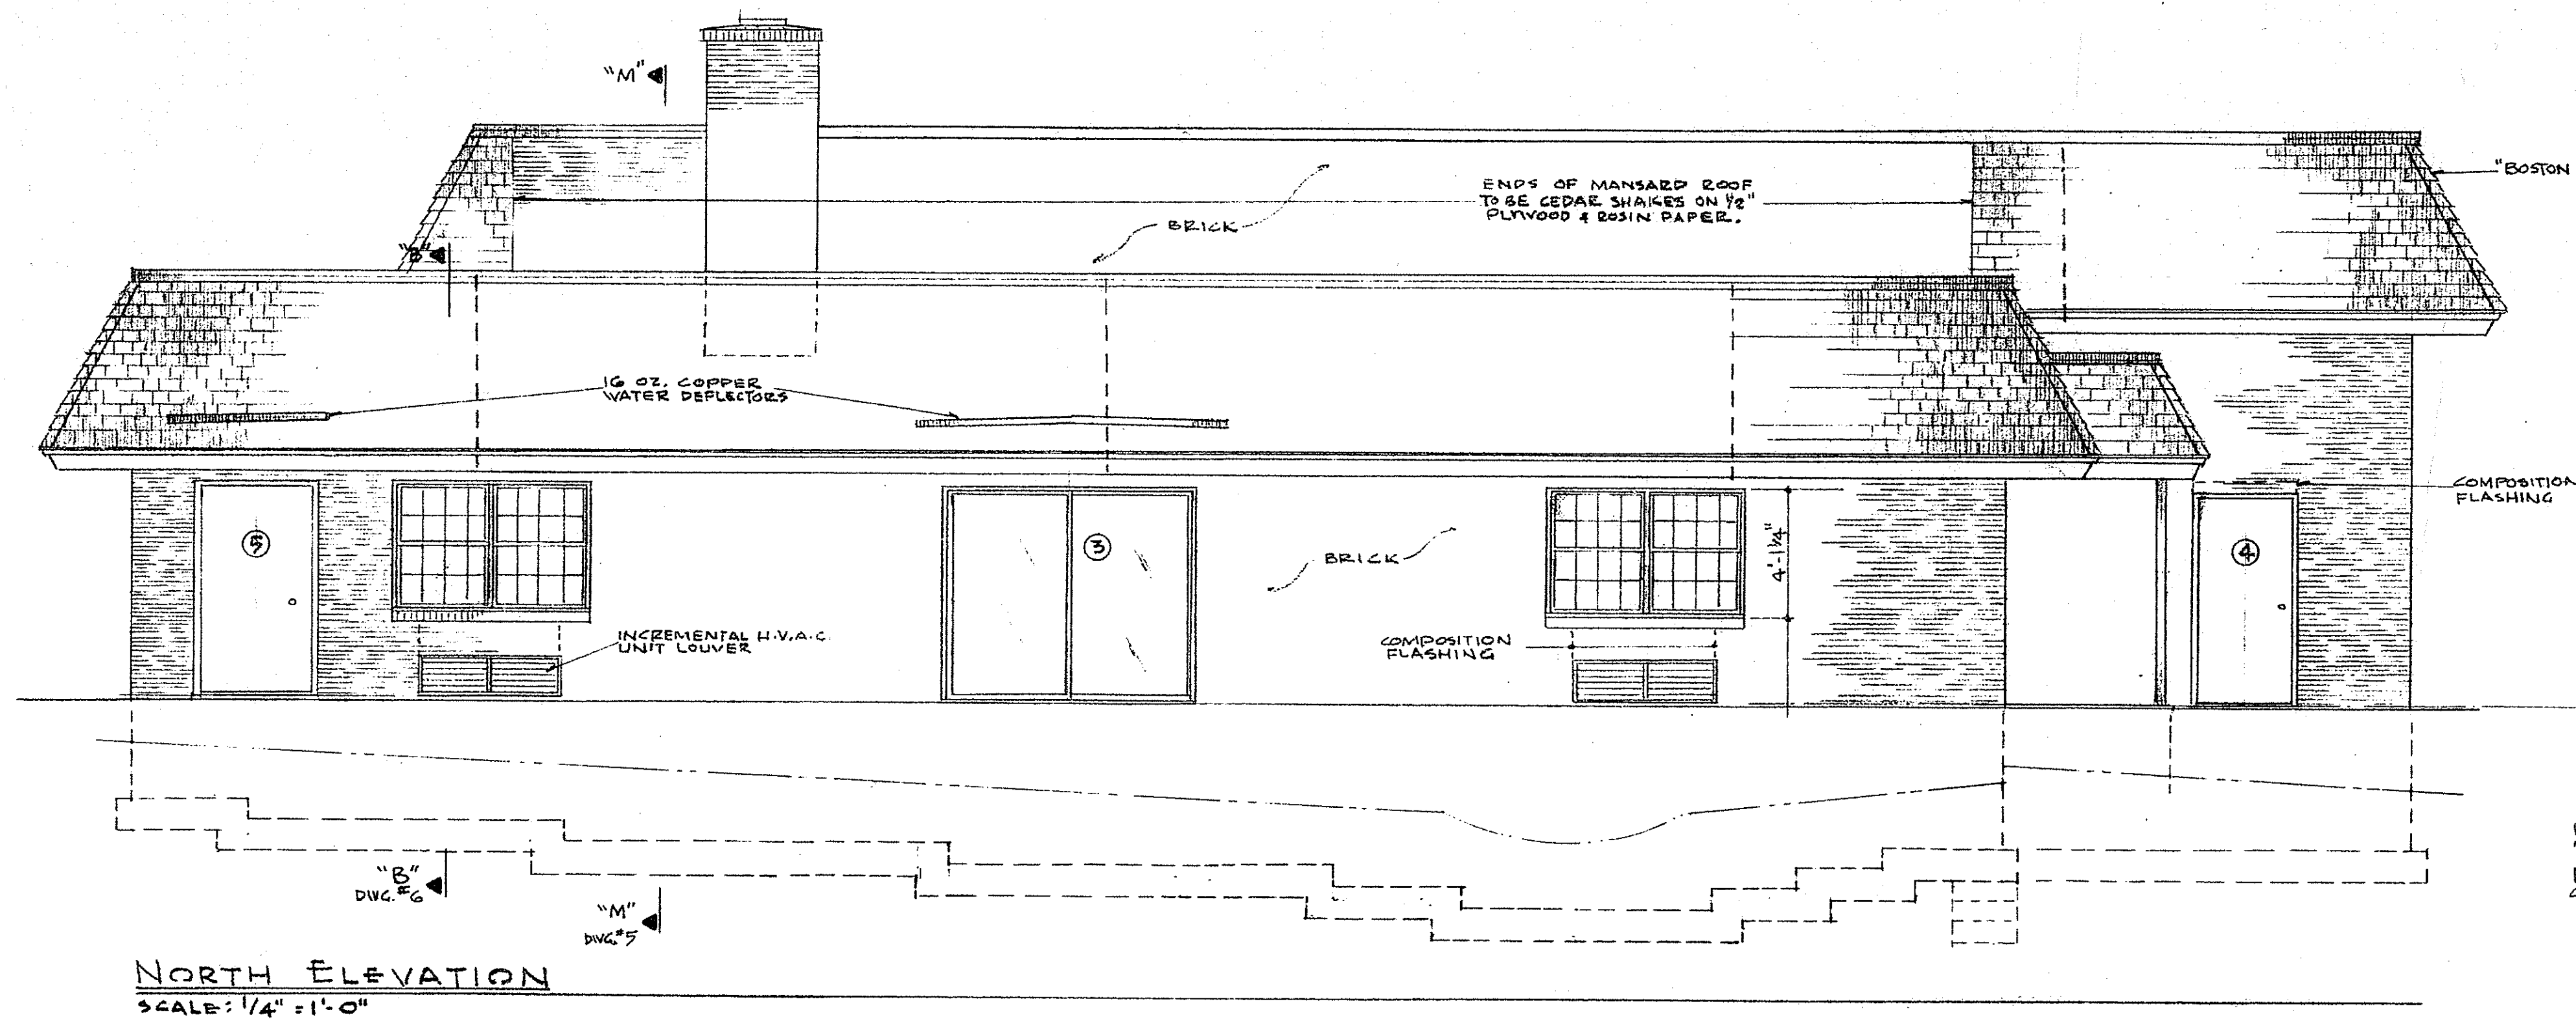 "M"
"BOSTON
ENDS OF MANSARD ROOF
TO BE CEDAR SHAKES ON 1/2"
PLYWOOD & ROSIN PAPER.
BRICK
"B"
16 OZ. COPPER
WATER DEFLECTORS
COMPOSITION
FLASHING
5
3
4
4'-1 1/4"
BRICK
INCREMENTAL H.V.A.C.
UNIT LOUVER
COMPOSITION
FLASHING
"B"
DWG. #6
"M"
DWG. #5
NORTH ELEVATION
SCALE: 1/4" = 1'-0"